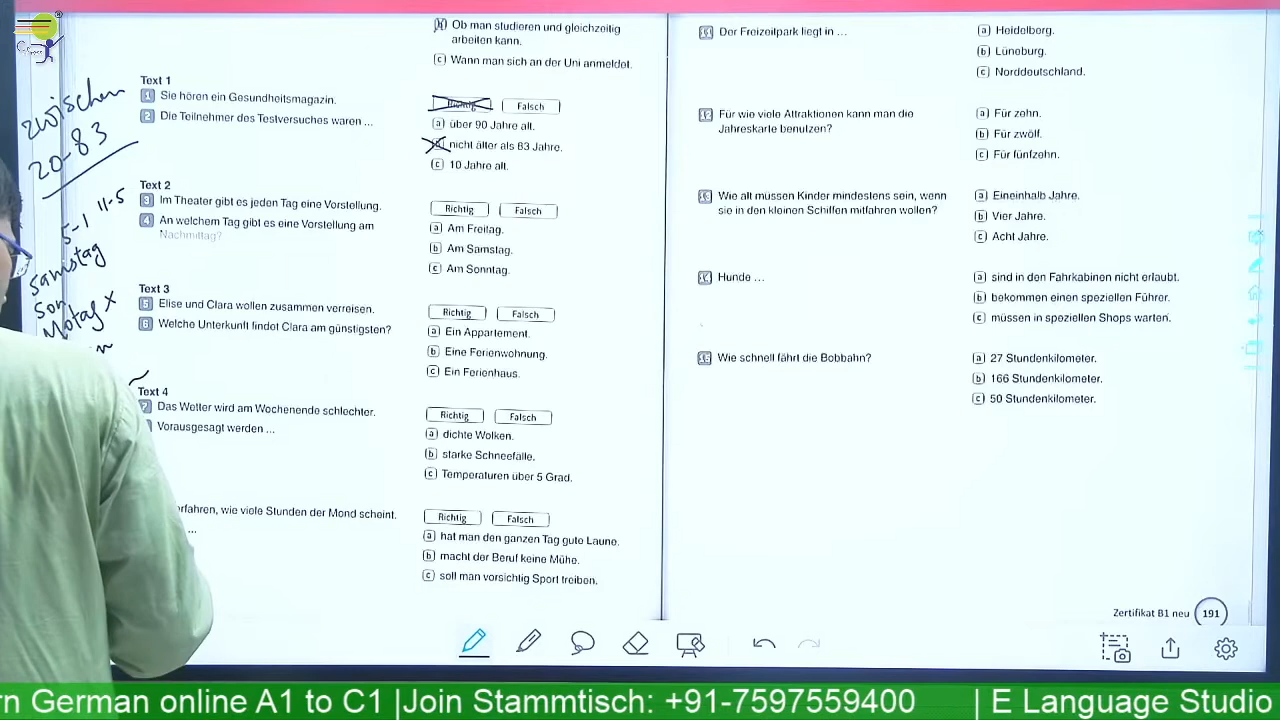 b Ob man studieren und gleichzeitig
arbeiten kann.
c Wann man sich an der Uni anmeldet.
zwischen
20-83
5-1 11-5
Samstag
Son
Motag x
Text 1
1 Sie hören ein Gesundheitsmagazin.
Richtig Falsch
2 Die Teilnehmer des Testversuches waren ...
a über 90 Jahre alt.
b nicht älter als 83 Jahre.
c 10 Jahre alt.
Text 2
3 Im Theater gibt es jeden Tag eine Vorstellung.
Richtig Falsch
4 An welchem Tag gibt es eine Vorstellung am
Nachmittag?
a Am Freitag.
b Am Samstag.
c Am Sonntag.
Text 3
5 Elise und Clara wollen zusammen verreisen.
Richtig Falsch
6 Welche Unterkunft findet Clara am günstigsten?
a Ein Appartement.
b Eine Ferienwohnung.
c Ein Ferienhaus.
Text 4
7 Das Wetter wird am Wochenende schlechter.
Richtig Falsch
Vorausgesagt werden ...
a dichte Wolken.
b starke Schneefälle.
c Temperaturen über 5 Grad.
erfahren, wie viele Stunden der Mond scheint.
Richtig Falsch
...
a hat man den ganzen Tag gute Laune.
b macht der Beruf keine Mühe.
c soll man vorsichtig Sport treiben.
Der Freizeitpark liegt in ...
a Heidelberg.
b Lüneburg.
c Norddeutschland.
Für wie viele Attraktionen kann man die
Jahreskarte benutzen?
a Für zehn.
b Für zwölf.
c Für fünfzehn.
Wie alt müssen Kinder mindestens sein, wenn
sie in den kleinen Schiffen mitfahren wollen?
a Eineinhalb Jahre.
b Vier Jahre.
c Acht Jahre.
Hunde ...
a sind in den Fahrkabinen nicht erlaubt.
b bekommen einen speziellen Führer.
c müssen in speziellen Shops warten.
Wie schnell fährt die Bobbahn?
a 27 Stundenkilometer.
b 166 Stundenkilometer.
c 50 Stundenkilometer.
Zertifikat B1 neu 191
rn German online A1 to C1 |Join Stammtisch: +91-7597559400 | E Language Studio